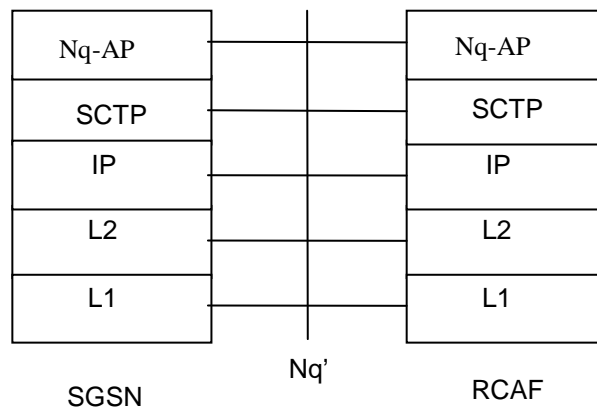 Nq-AP Nq-AP
SCTP SCTP
IP IP
L2 L2
L1 L1
Nq’
SGSN RCAF